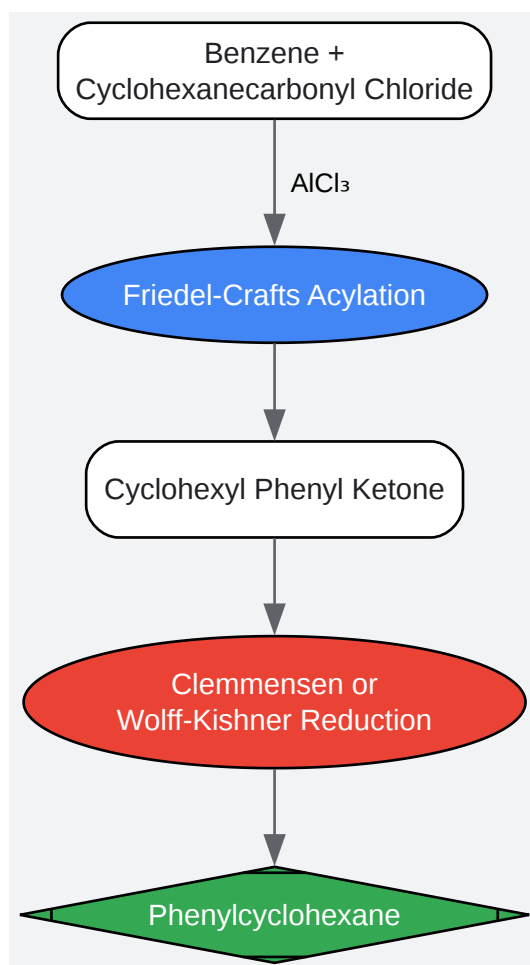 Benzene +
Cyclohexanecarbonyl Chloride
AlCl₃
Friedel-Crafts Acylation
Cyclohexyl Phenyl Ketone
Clemmensen or
Wolff-Kishner Reduction
Phenylcyclohexane